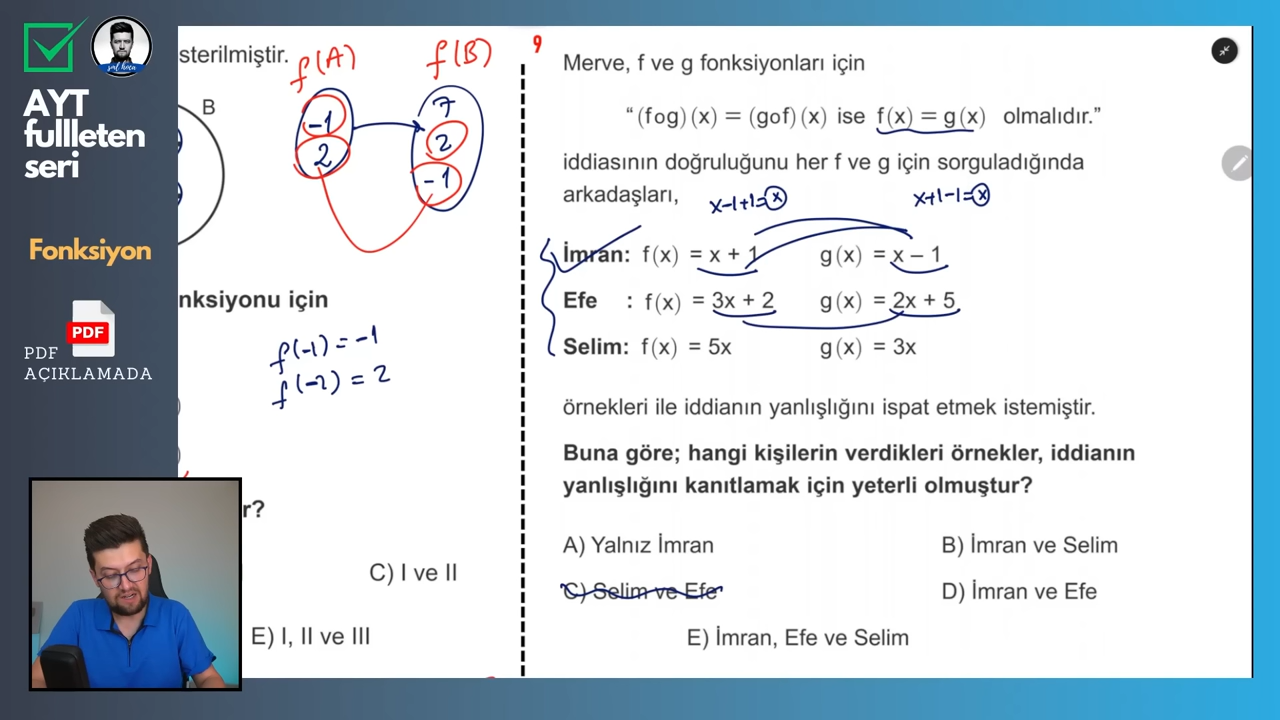 AYT
fullleten
seri
Fonksiyon
PDF
PDF
AÇIKLAMADA
sterilmiştir.
f(A)
f(B)
B
-1
2
7
2
-1
nksiyonu için
f(-1) = -1
f(-2) = 2
r?
C) I ve II
E) I, II ve III
9
Merve, f ve g fonksiyonları için
“(fog)(x) = (gof)(x) ise f(x) = g(x) olmalıdır.”
iddiasının doğruluğunu her f ve g için sorguladığında
arkadaşları,
x-1+1=x
x+1-1=x
İmran: f(x) = x + 1 g(x) = x – 1
Efe : f(x) = 3x + 2 g(x) = 2x + 5
Selim: f(x) = 5x g(x) = 3x
örnekleri ile iddianın yanlışlığını ispat etmek istemiştir.
Buna göre; hangi kişilerin verdikleri örnekler, iddianın
yanlışlığını kanıtlamak için yeterli olmuştur?
A) Yalnız İmran B) İmran ve Selim
C) Selim ve Efe D) İmran ve Efe
E) İmran, Efe ve Selim